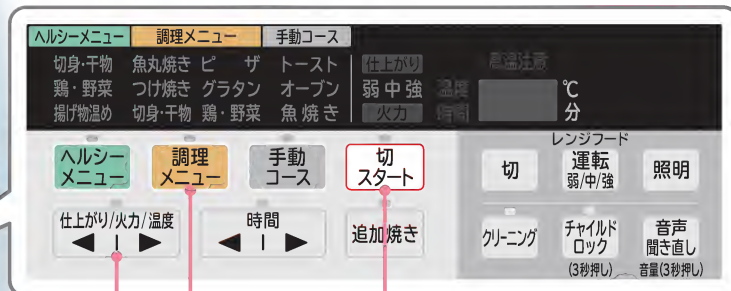 ヘルシーメニュー 調理メニュー 手動コース
切身・干物 魚丸焼き ピザ トースト 仕上がり 高温注意
鶏・野菜 つけ焼き グラタン オーブン 弱中強 温度 ℃
揚げ物温め 切身・干物 鶏・野菜 魚焼き 火力 時間 分
レンジフード
ヘルシー
メニュー
調理
メニュー
手動
コース
切
スタート
切
運転
弱/中/強
照明
仕上がり/火力/温度
◀ | ▶
時間
◀ | ▶
追加焼き
クリーニング
チャイルド
ロック
(3秒押し)
音声
聞き直し
音量(3秒押し)